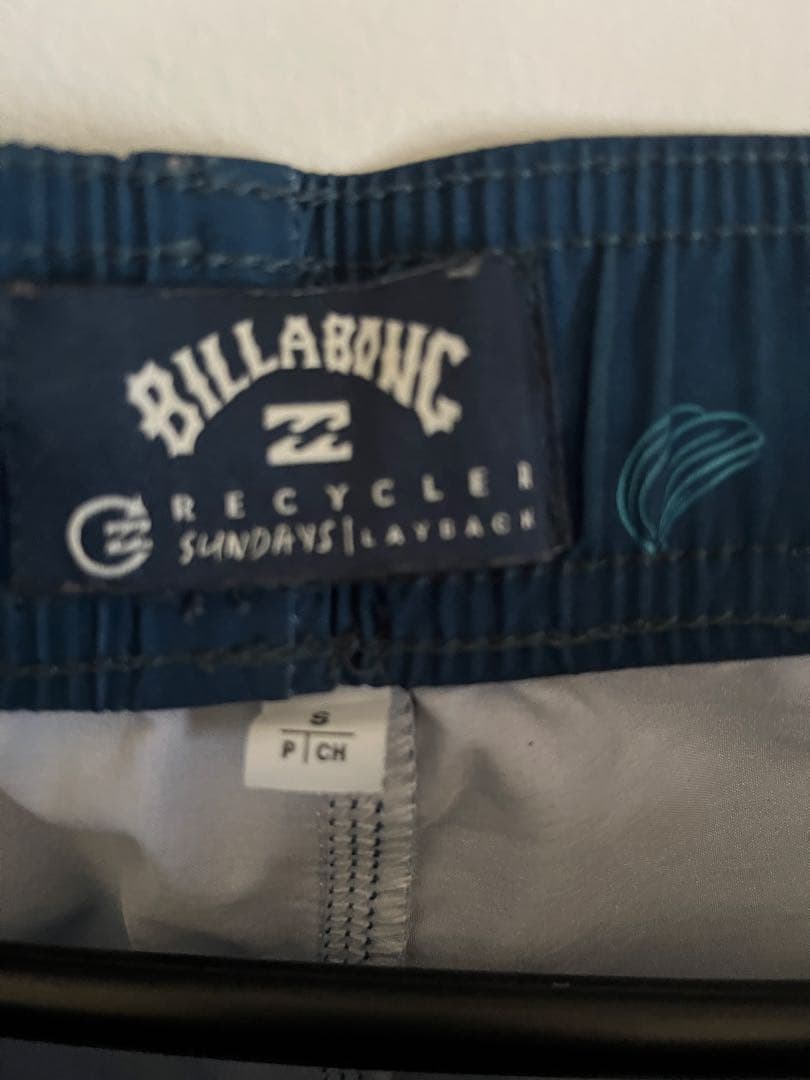 BILLABONG
RECYCLER
SUNDAYS | LAYBACK
S
P | CH